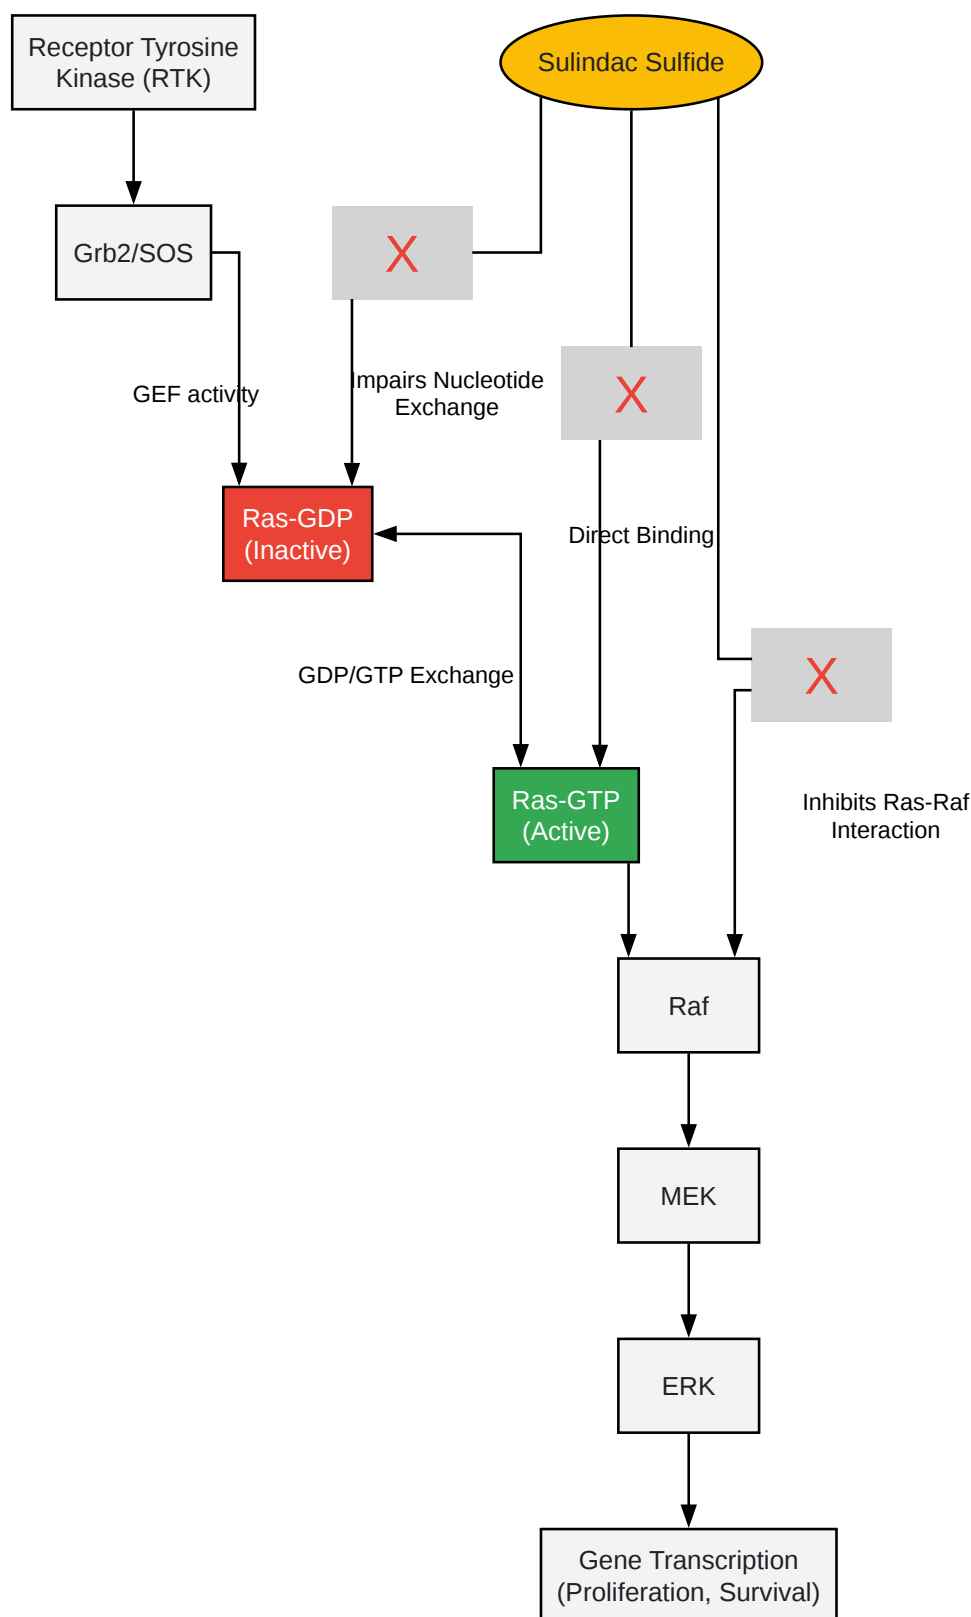 Receptor Tyrosine
Kinase (RTK)
Sulindac Sulfide
Grb2/SOS
X
GEF activity
Impairs Nucleotide
Exchange
X
Ras-GDP
(Inactive)
Direct Binding
GDP/GTP Exchange
X
Ras-GTP
(Active)
Inhibits Ras-Raf
Interaction
Raf
MEK
ERK
Gene Transcription
(Proliferation, Survival)